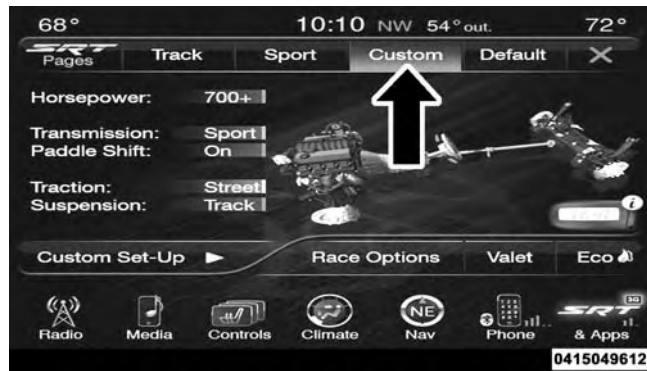 68° 10:10 NW 54° out. 72°
SRT Pages Track Sport Custom Default X
Horsepower: 700+
Transmission: Sport
Paddle Shift: On
Traction: Street
Suspension: Track
i
Custom Set-Up Race Options Valet Eco
NE 3G SRT
Radio Media Controls Climate Nav Phone & Apps
0415049612